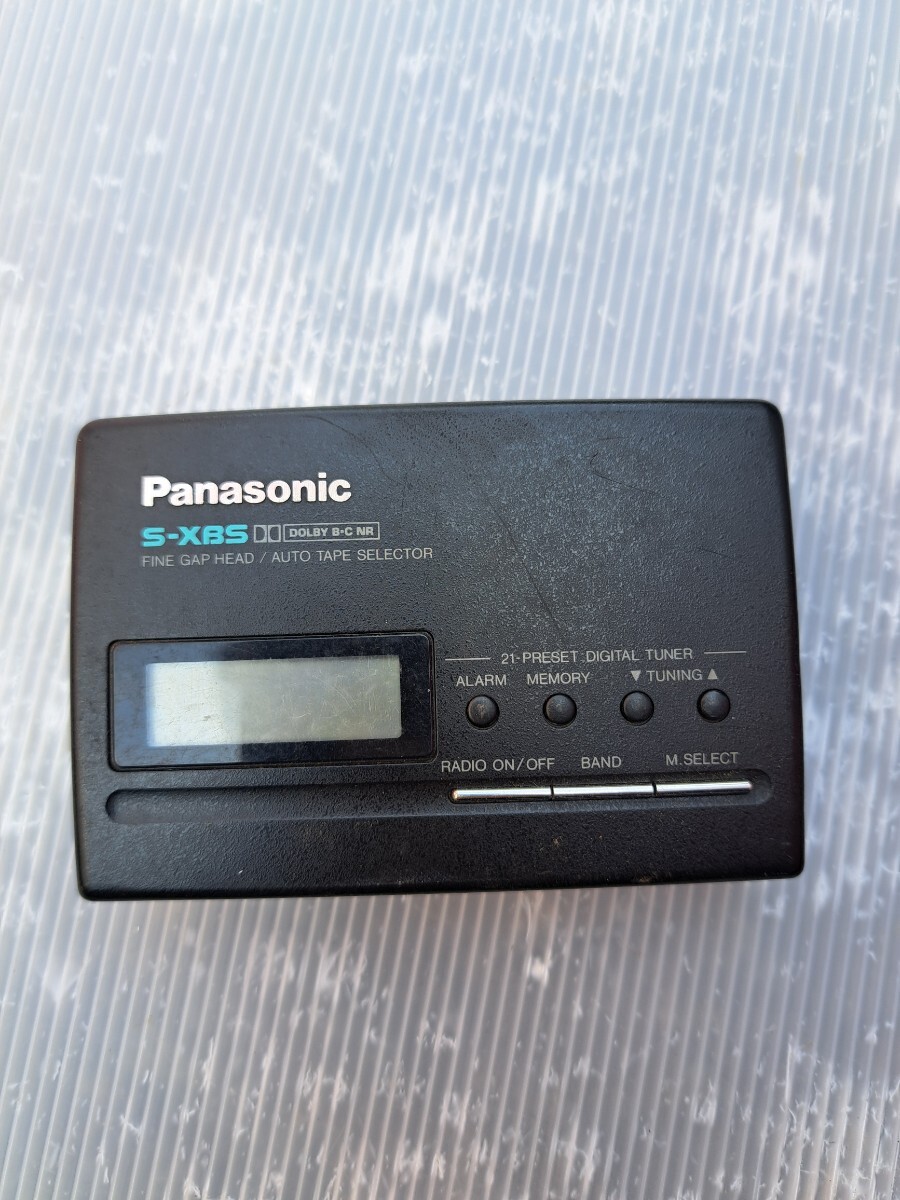 Panasonic
S-XBS DOLBY B·C NR
FINE GAP HEAD / AUTO TAPE SELECTOR
21-PRESET DIGITAL TUNER
ALARM MEMORY ▼ TUNING ▲
RADIO ON/OFF BAND M.SELECT